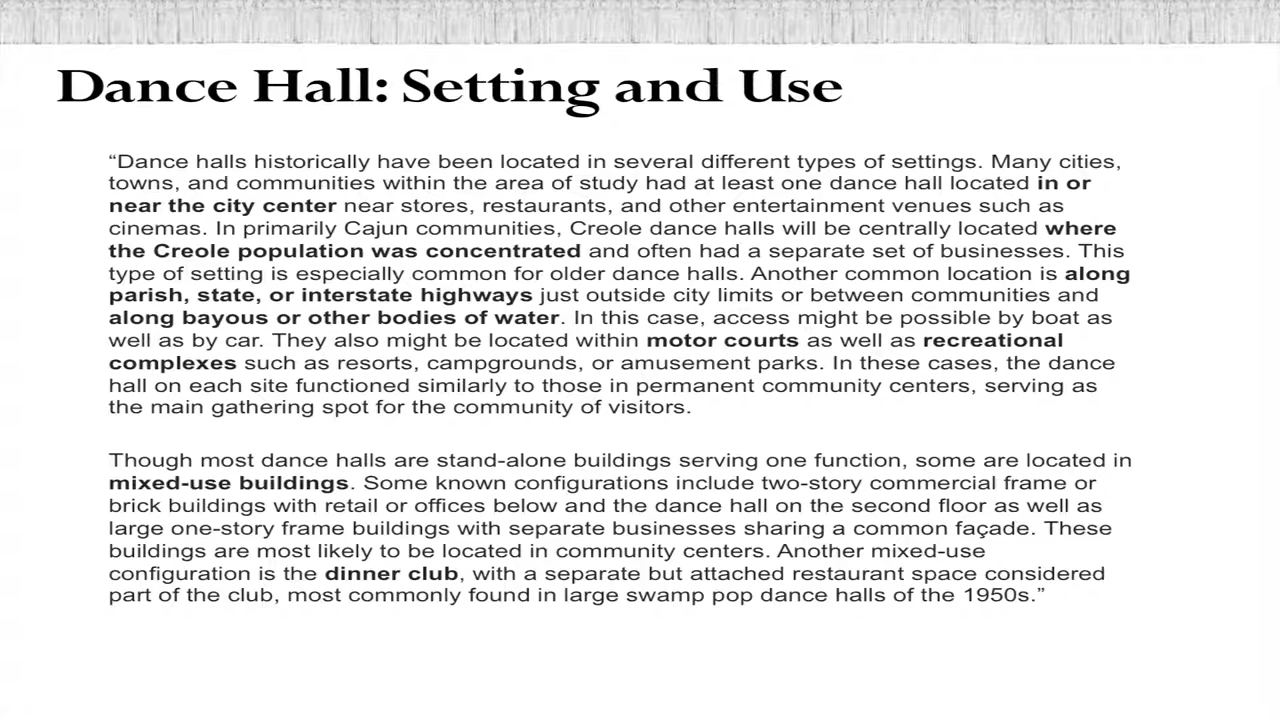 Dance Hall: Setting and Use
“Dance halls historically have been located in several different types of settings. Many cities,
towns, and communities within the area of study had at least one dance hall located in or
near the city center near stores, restaurants, and other entertainment venues such as
cinemas. In primarily Cajun communities, Creole dance halls will be centrally located where
the Creole population was concentrated and often had a separate set of businesses. This
type of setting is especially common for older dance halls. Another common location is along
parish, state, or interstate highways just outside city limits or between communities and
along bayous or other bodies of water. In this case, access might be possible by boat as
well as by car. They also might be located within motor courts as well as recreational
complexes such as resorts, campgrounds, or amusement parks. In these cases, the dance
hall on each site functioned similarly to those in permanent community centers, serving as
the main gathering spot for the community of visitors.
Though most dance halls are stand-alone buildings serving one function, some are located in
mixed-use buildings. Some known configurations include two-story commercial frame or
brick buildings with retail or offices below and the dance hall on the second floor as well as
large one-story frame buildings with separate businesses sharing a common façade. These
buildings are most likely to be located in community centers. Another mixed-use
configuration is the dinner club, with a separate but attached restaurant space considered
part of the club, most commonly found in large swamp pop dance halls of the 1950s.”